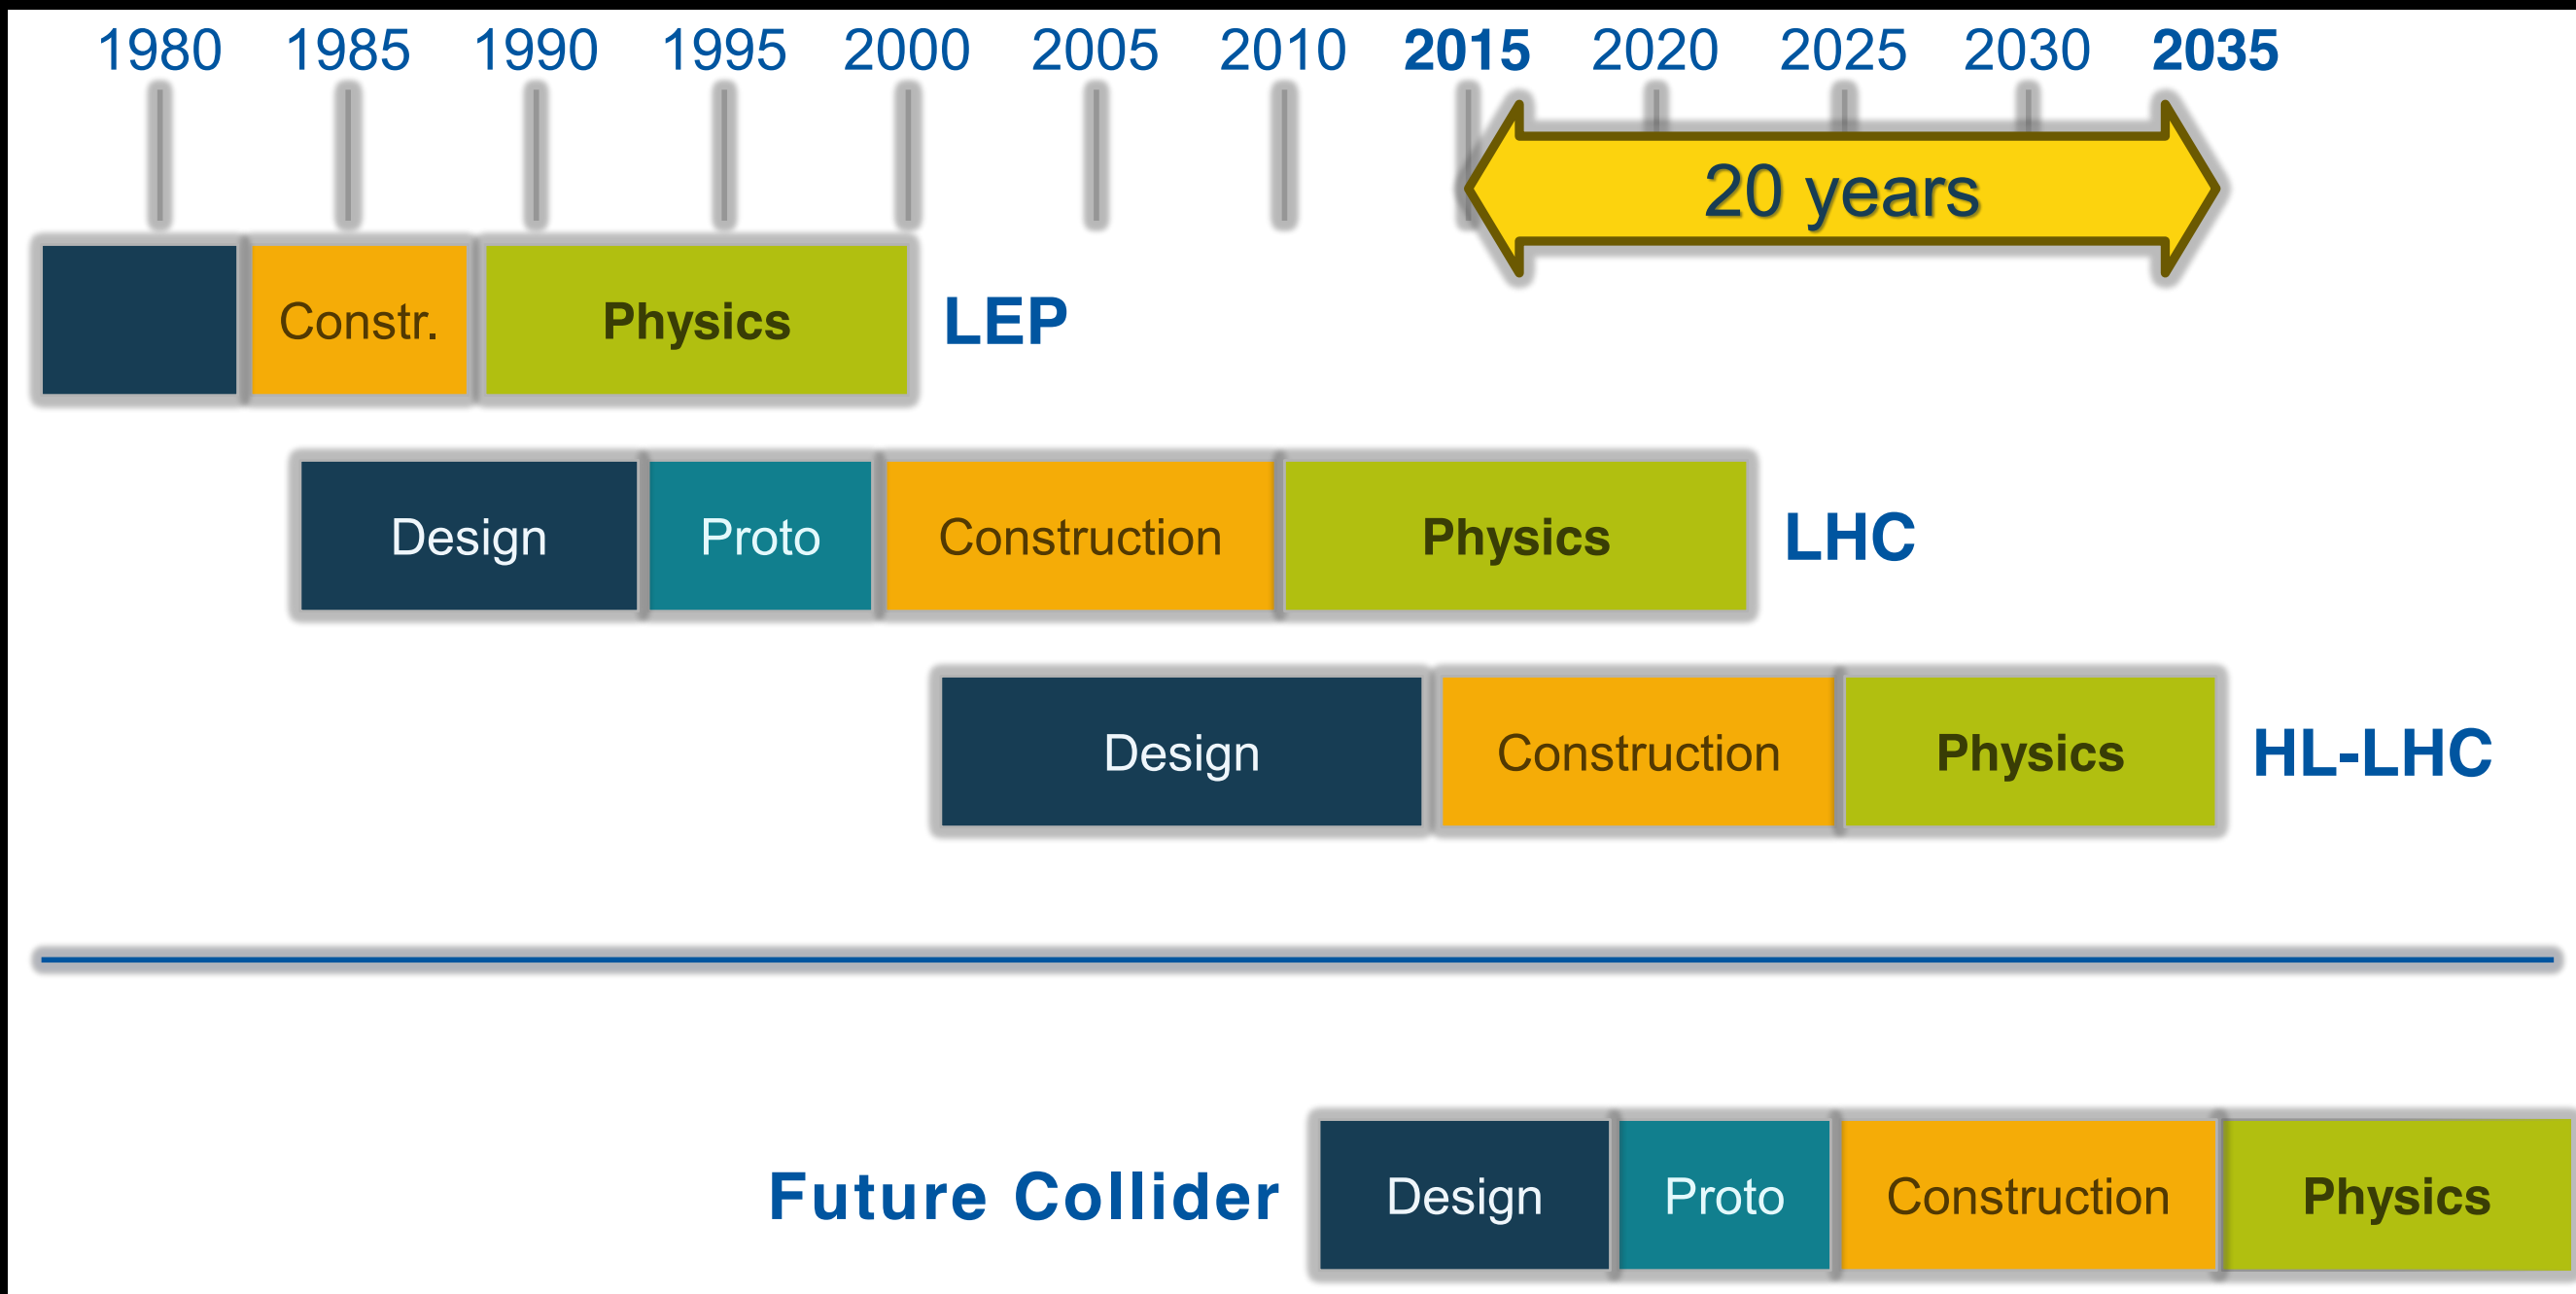 1980 1985 1990 1995 2000 2005 2010 2015 2020 2025 2030 2035
20 years
Constr. Physics LEP
Design Proto Construction Physics LHC
Design Construction Physics HL-LHC
Future Collider Design Proto Construction Physics